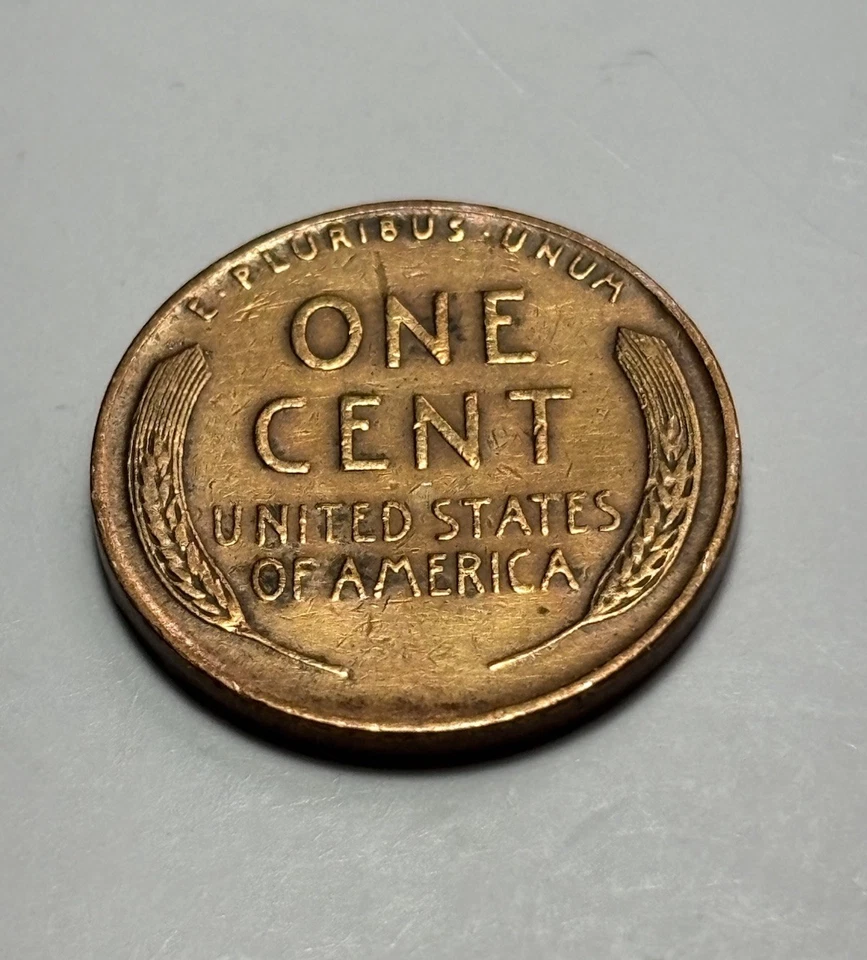 E · PLURIBUS · UNUM
ONE
CENT
UNITED STATES
OF AMERICA